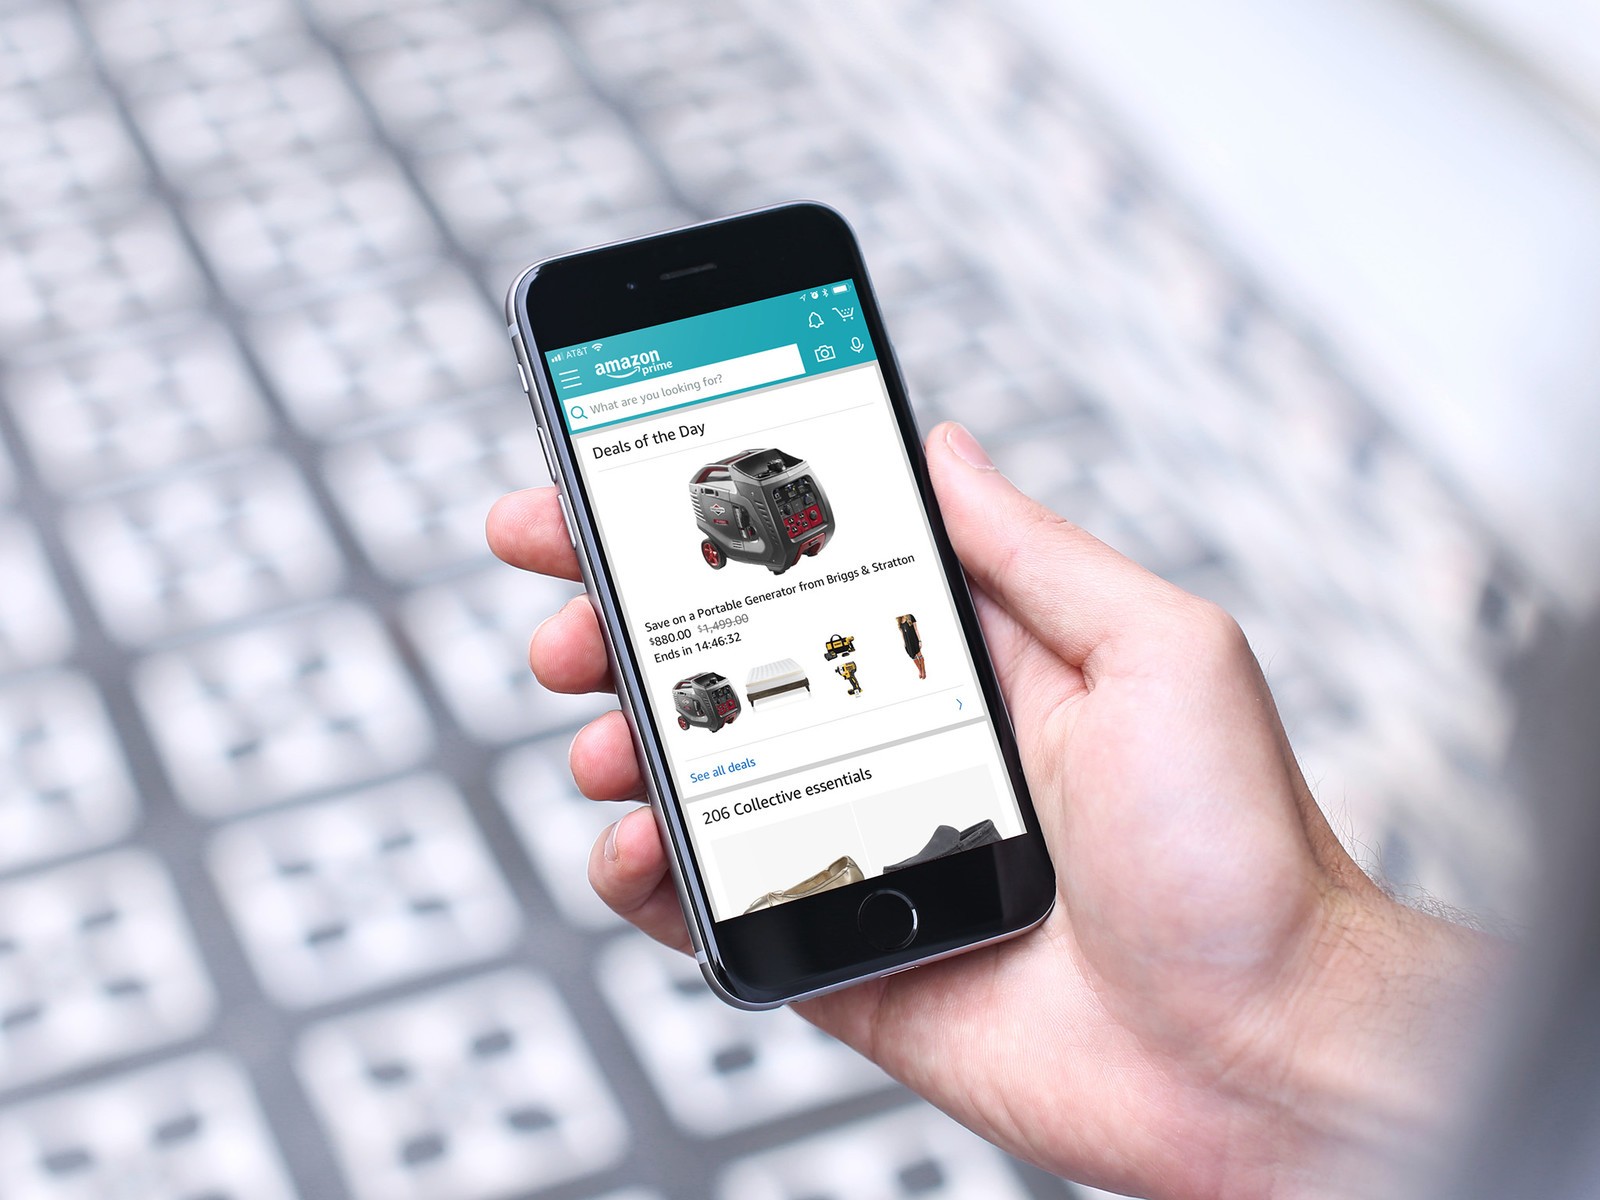 AT&T
amazon
prime
What are you looking for?
Deals of the Day
Save on a Portable Generator from Briggs & Stratton
$880.00 $1,499.00
Ends in 14:46:32
See all deals
206 Collective essentials